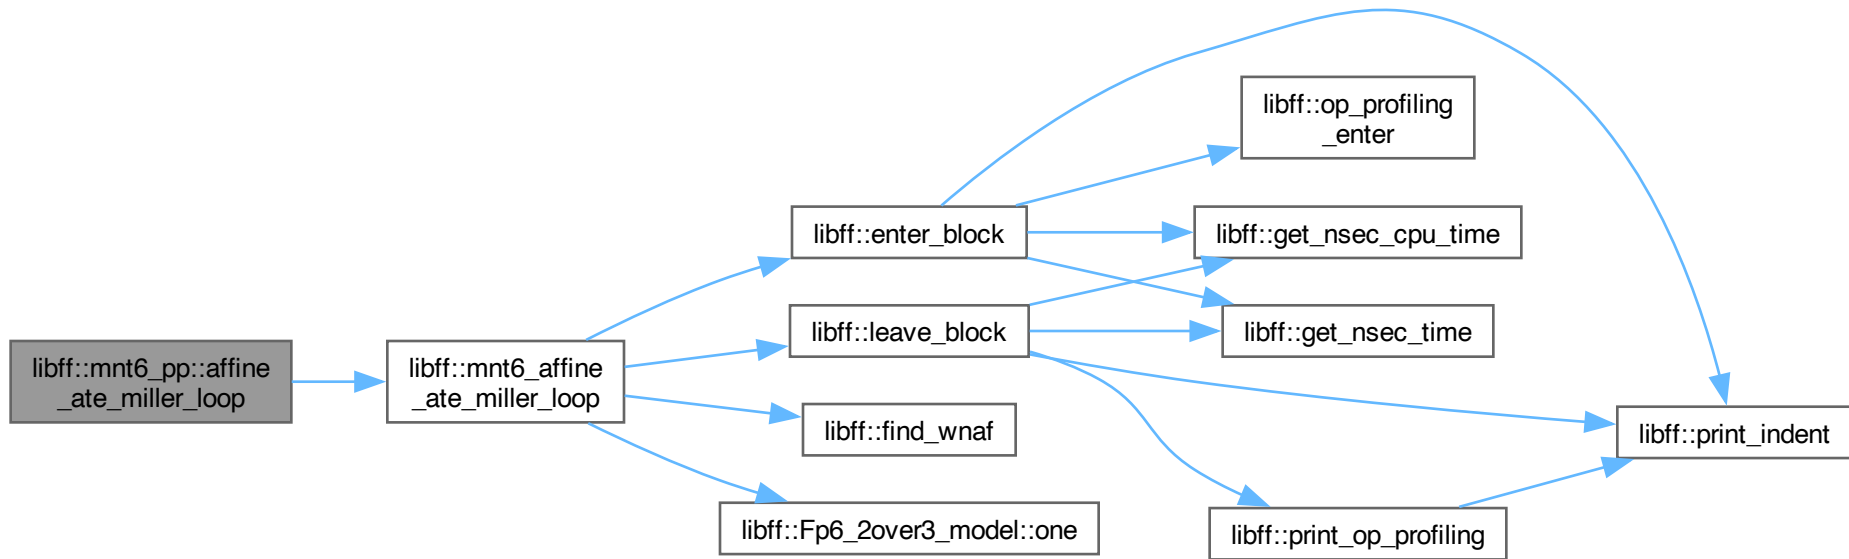 libff::mnt6_pp::affine
_ate_miller_loop
libff::mnt6_affine
_ate_miller_loop
libff::enter_block
libff::leave_block
libff::find_wnaf
libff::Fp6_2over3_model::one
libff::op_profiling
_enter
libff::get_nsec_cpu_time
libff::get_nsec_time
libff::print_op_profiling
libff::print_indent